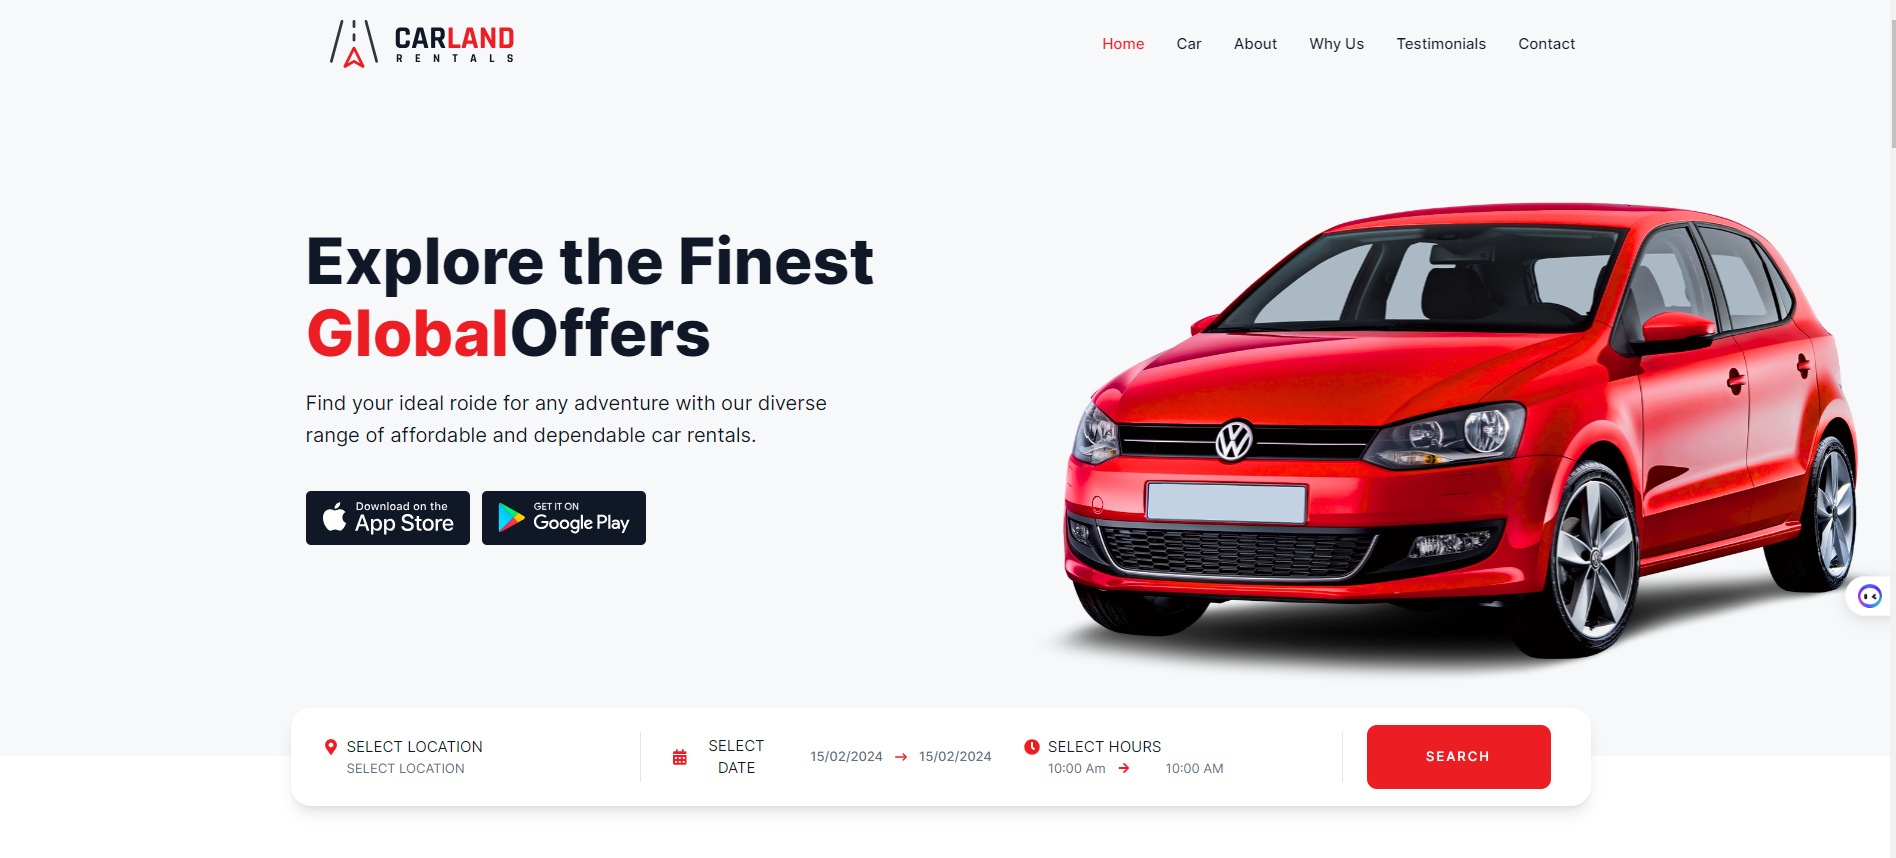 CARLAND
RENTALS
Home Car About Why Us Testimonials Contact
Explore the Finest
GlobalOffers
Find your ideal roide for any adventure with our diverse
range of affordable and dependable car rentals.
Download on the
App Store
GET IT ON
Google Play
SELECT LOCATION
SELECT LOCATION
SELECT
DATE
15/02/2024 → 15/02/2024
SELECT HOURS
10:00 Am → 10:00 AM
SEARCH